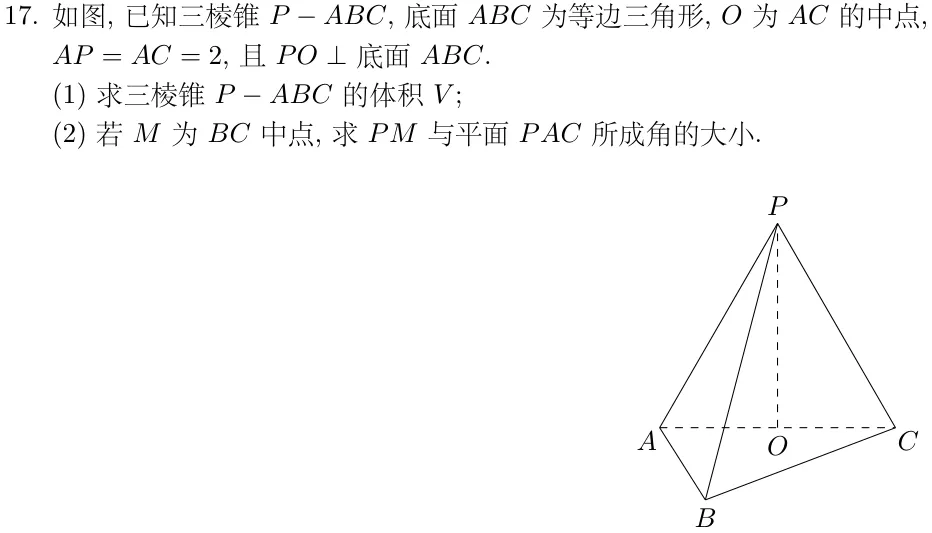 17. 如图, 已知三棱锥 P − ABC, 底面 ABC 为等边三角形, O 为 AC 的中点,
AP = AC = 2, 且 PO ⊥ 底面 ABC.
(1) 求三棱锥 P − ABC 的体积 V;
(2) 若 M 为 BC 中点, 求 PM 与平面 PAC 所成角的大小.
P
A
O
C
B